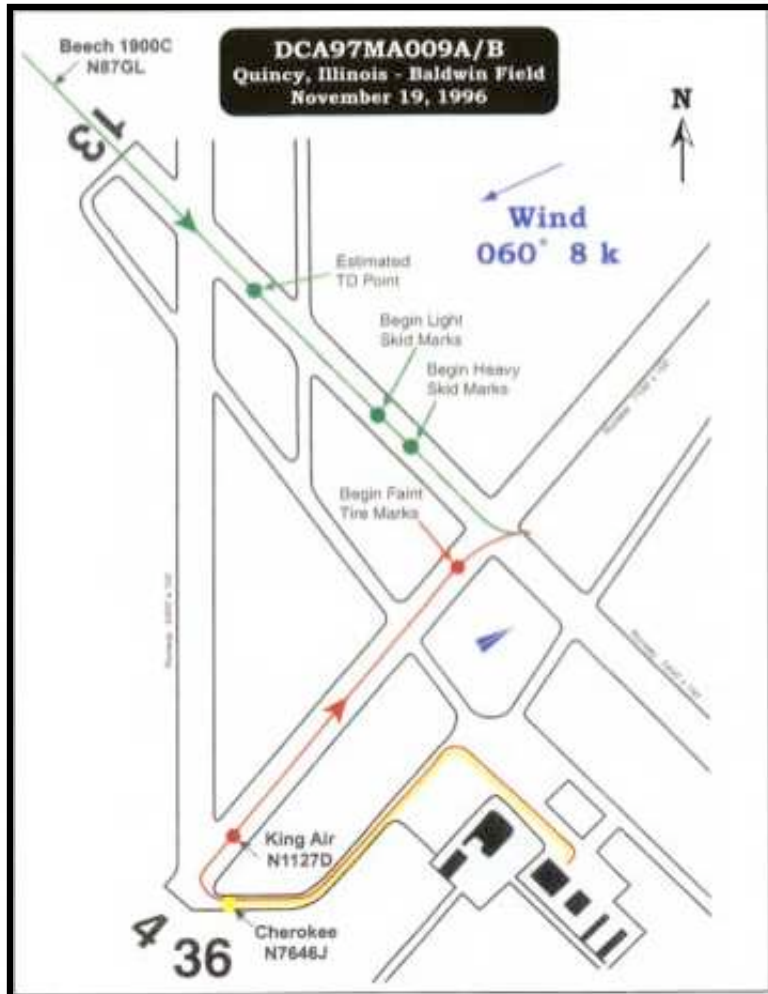 DCA97MA009A/B
Quincy, Illinois - Baldwin Field
November 19, 1996
Beech 1900C
N87GL
13
N
Wind
060° 8 k
Estimated
TD Point
Begin Light
Skid Marks
Begin Heavy
Skid Marks
Begin Faint
Tire Marks
King Air
N1127D
Cherokee
N7646J
4
36